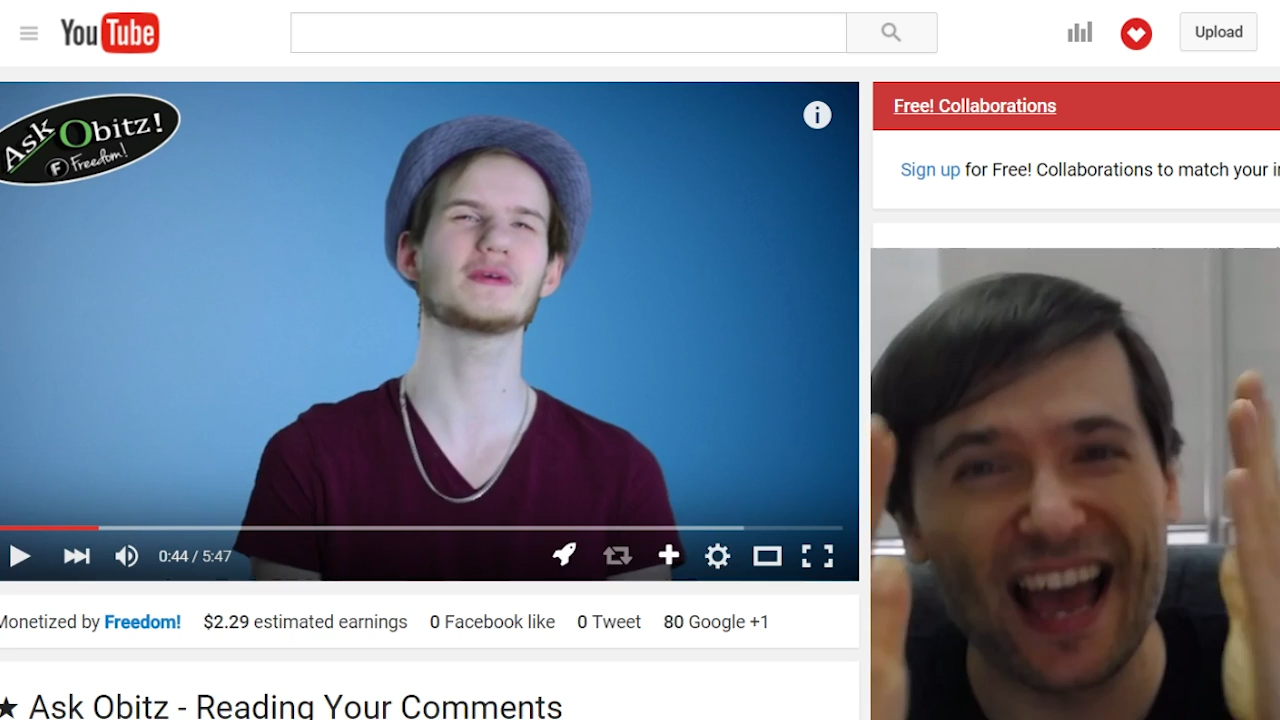 YouTube
Upload
Ask Obitz!
F Freedom!
i
Free! Collaborations
Sign up for Free! Collaborations to match your i
0:44 / 5:47
Monetized by Freedom! $2.29 estimated earnings 0 Facebook like 0 Tweet 80 Google +1
★ Ask Obitz - Reading Your Comments